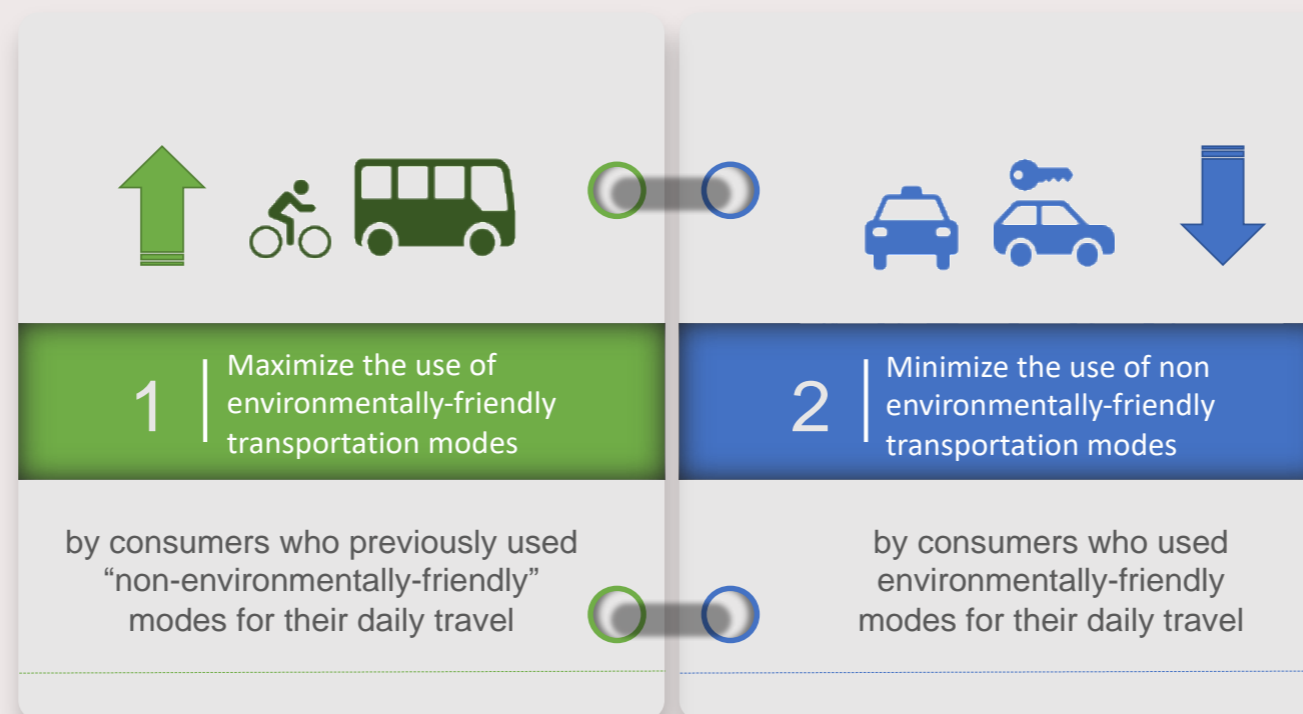 1
Maximize the use of
environmentally-friendly
transportation modes
by consumers who previously used
“non-environmentally-friendly”
modes for their daily travel
2
Minimize the use of non
environmentally-friendly
transportation modes
by consumers who used
environmentally-friendly
modes for their daily travel